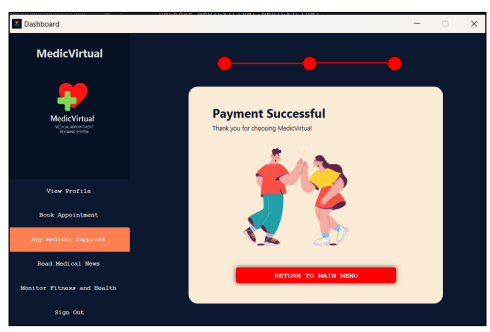 Dashboard
MedicVirtual
MedicVirtual
MEDICAL APPOINTMENT
BOOKING SYSTEM
View Profile
Book Appointment
Buy Medical Supplies
Read Medical News
Monitor Fitness and Health
Sign Out
Payment Successful
Thank you for choosing MedicVirtual
RETURN TO MAIN MENU